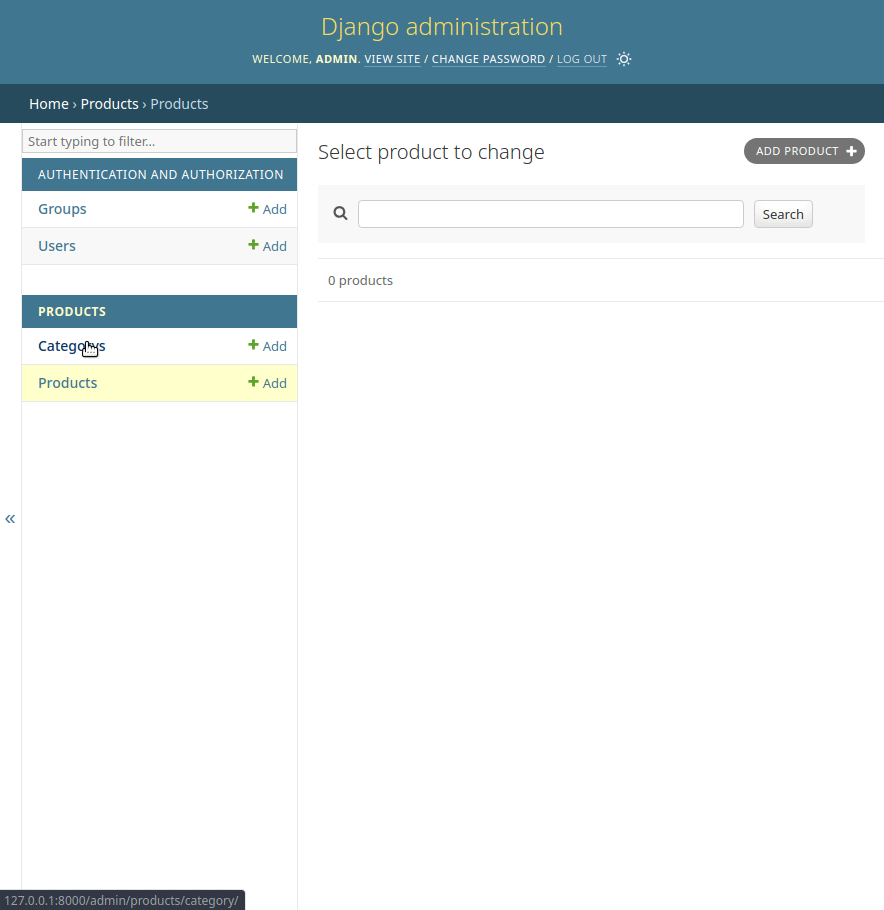 Django administration
WELCOME, ADMIN. VIEW SITE / CHANGE PASSWORD / LOG OUT
Home › Products › Products
Start typing to filter...
AUTHENTICATION AND AUTHORIZATION
Groups + Add
Users + Add
PRODUCTS
Categorys + Add
Products + Add
«
Select product to change
ADD PRODUCT +
Search
0 products
127.0.0.1:8000/admin/products/category/